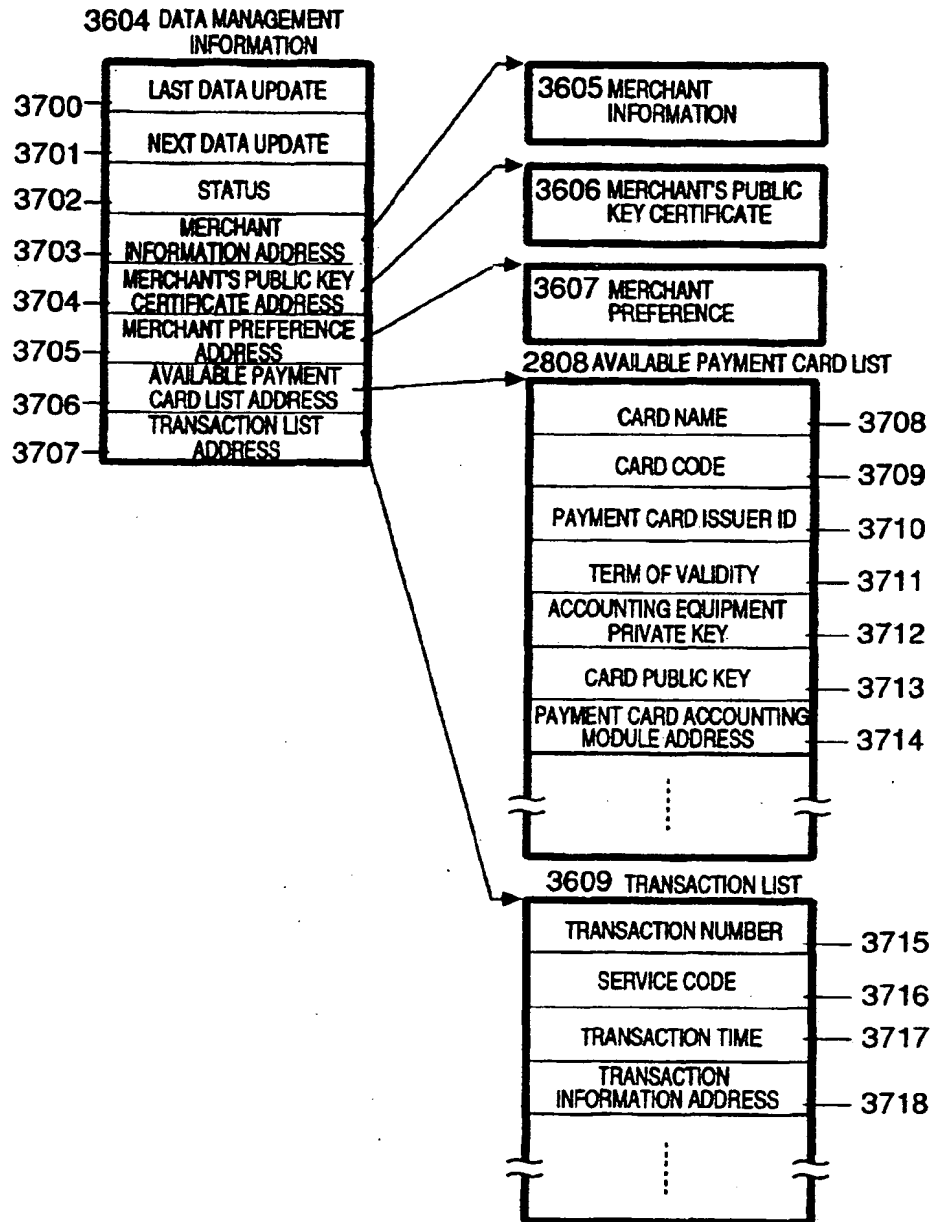 3604 DATA MANAGEMENT
INFORMATION
3700
LAST DATA UPDATE
3701
NEXT DATA UPDATE
3702
STATUS
3703
MERCHANT
INFORMATION ADDRESS
3704
MERCHANT'S PUBLIC KEY
CERTIFICATE ADDRESS
3705
MERCHANT PREFERENCE
ADDRESS
3706
AVAILABLE PAYMENT
CARD LIST ADDRESS
3707
TRANSACTION LIST
ADDRESS
3605 MERCHANT
INFORMATION
3606 MERCHANT'S PUBLIC
KEY CERTIFICATE
3607 MERCHANT
PREFERENCE
2808 AVAILABLE PAYMENT CARD LIST
CARD NAME
3708
CARD CODE
3709
PAYMENT CARD ISSUER ID
3710
TERM OF VALIDITY
3711
ACCOUNTING EQUIPMENT
PRIVATE KEY
3712
CARD PUBLIC KEY
3713
PAYMENT CARD ACCOUNTING
MODULE ADDRESS
3714
3609 TRANSACTION LIST
TRANSACTION NUMBER
3715
SERVICE CODE
3716
TRANSACTION TIME
3717
TRANSACTION
INFORMATION ADDRESS
3718